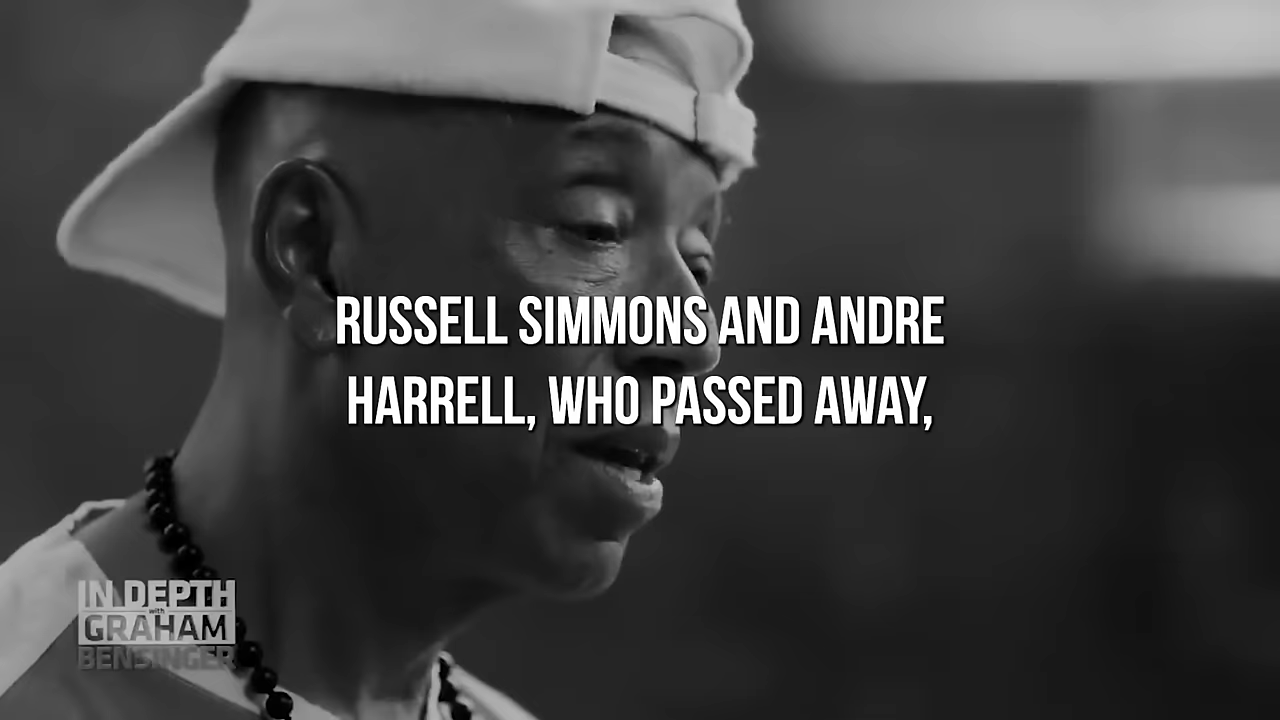 RUSSELL SIMMONS AND ANDRE
HARRELL, WHO PASSED AWAY,
IN DEPTH
with
GRAHAM
BENSINGER